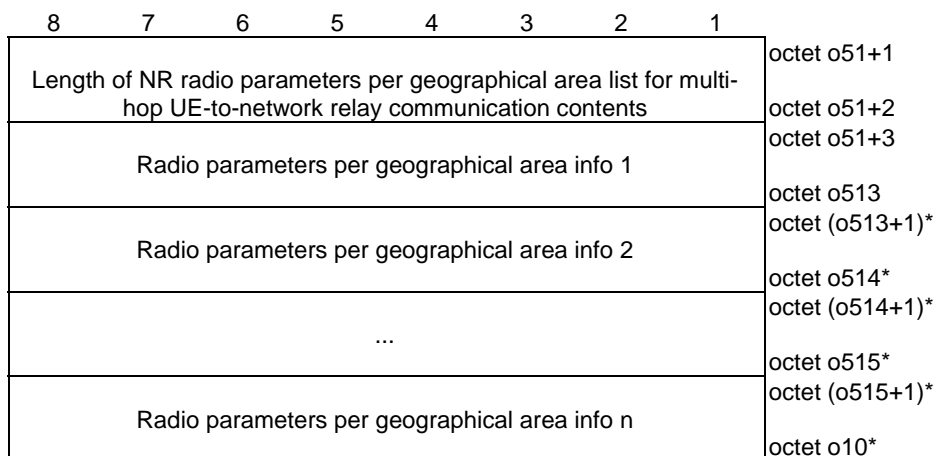 8 7 6 5 4 3 2 1
octet o51+1
Length of NR radio parameters per geographical area list for multi-
hop UE-to-network relay communication contents
octet o51+2
octet o51+3
Radio parameters per geographical area info 1
octet o513
octet (o513+1)*
Radio parameters per geographical area info 2
octet o514*
octet (o514+1)*
...
octet o515*
octet (o515+1)*
Radio parameters per geographical area info n
octet o10*